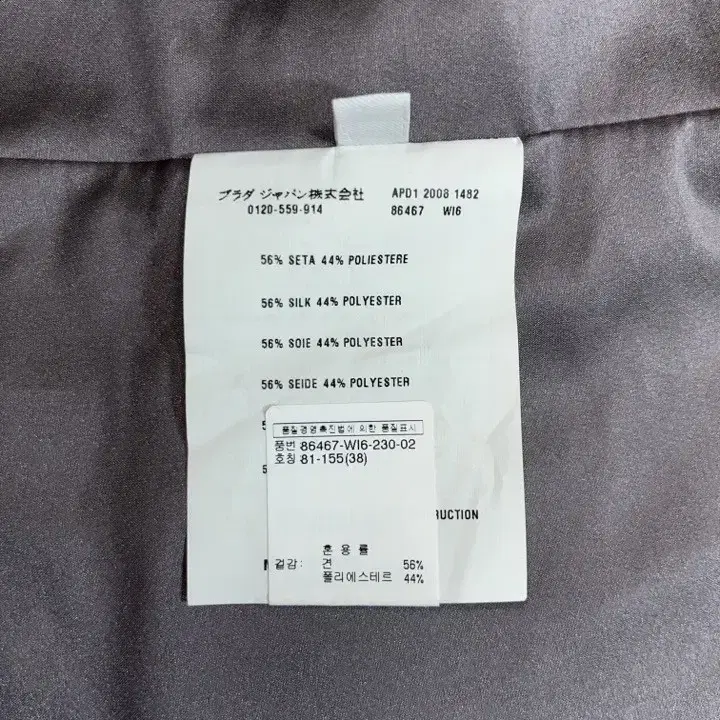 プラダ ジャパン株式会社 APD1 2008 1482
0120-559-914 86467 WI6
56% SETA 44% POLIESTERE
56% SILK 44% POLYESTER
56% SOIE 44% POLYESTER
56% SEIDE 44% POLYESTER
품질경영촉진법에 의한 품질표시
품번 86467-WI6-230-02
호칭 81-155(38)
혼 용 률
겉감: 견 56%
폴리에스테르 44%